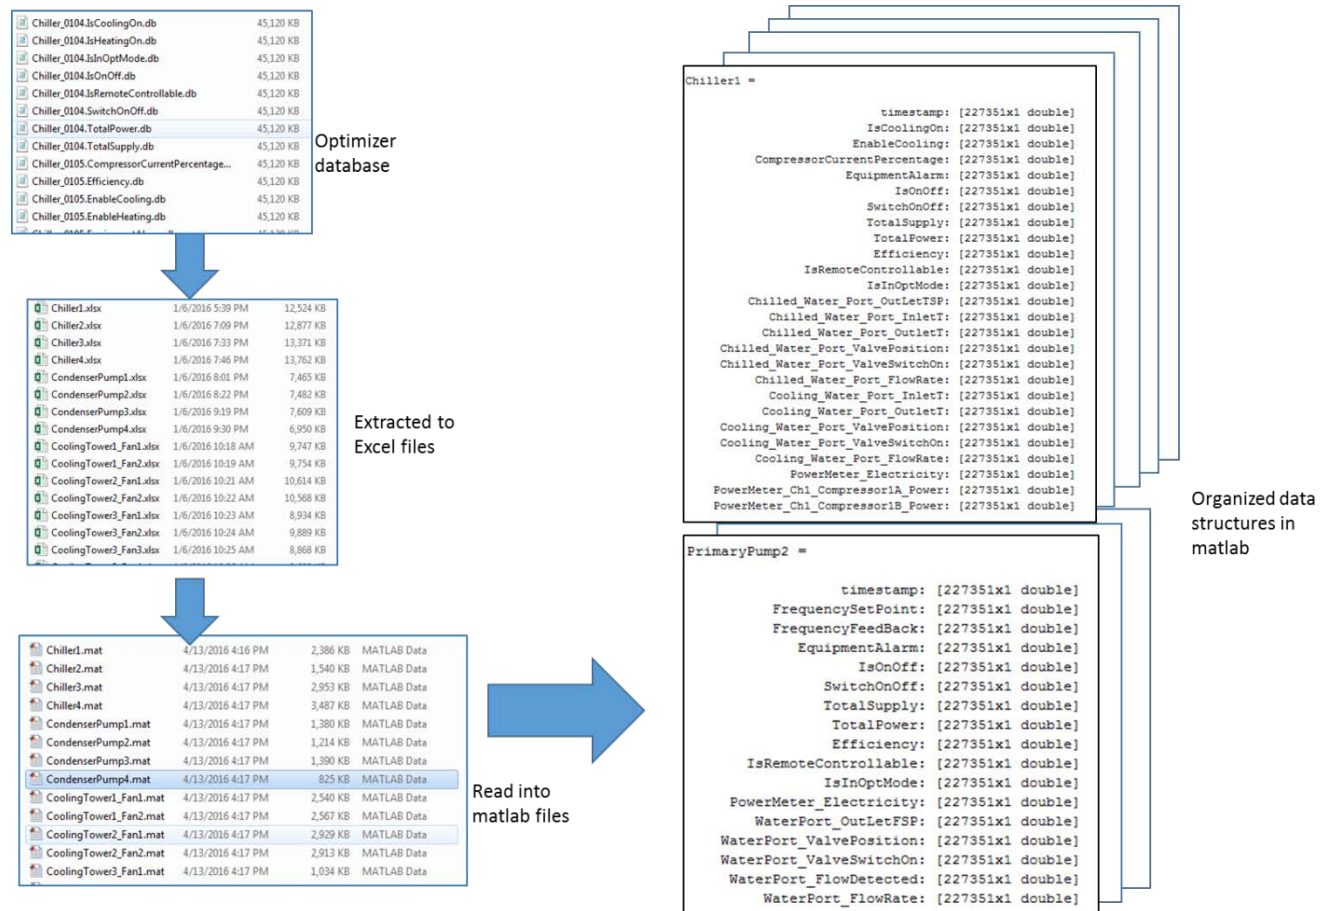 Chiller_0104.IsCoolingOn.db 45,120 KB
Chiller_0104.IsHeatingOn.db 45,120 KB
Chiller_0104.IsInOptMode.db 45,120 KB
Chiller_0104.IsOnOff.db 45,120 KB
Chiller_0104.IsRemoteControllable.db 45,120 KB
Chiller_0104.SwitchOnOff.db 45,120 KB
Chiller_0104.TotalPower.db 45,120 KB
Chiller_0104.TotalSupply.db 45,120 KB
Chiller_0105.CompressorCurrentPercentage... 45,120 KB
Chiller_0105.Efficiency.db 45,120 KB
Chiller_0105.EnableCooling.db 45,120 KB
Chiller_0105.EnableHeating.db 45,120 KB
Optimizer
database
Chiller1.xlsx 1/6/2016 5:39 PM 12,524 KB
Chiller2.xlsx 1/6/2016 7:09 PM 12,877 KB
Chiller3.xlsx 1/6/2016 7:33 PM 13,371 KB
Chiller4.xlsx 1/6/2016 7:46 PM 13,762 KB
CondenserPump1.xlsx 1/6/2016 8:01 PM 7,465 KB
CondenserPump2.xlsx 1/6/2016 8:22 PM 7,482 KB
CondenserPump3.xlsx 1/6/2016 9:19 PM 7,609 KB
CondenserPump4.xlsx 1/6/2016 9:30 PM 6,950 KB
CoolingTower1_Fan1.xlsx 1/6/2016 10:18 AM 9,747 KB
CoolingTower1_Fan2.xlsx 1/6/2016 10:19 AM 9,754 KB
CoolingTower2_Fan1.xlsx 1/6/2016 10:21 AM 10,614 KB
CoolingTower2_Fan2.xlsx 1/6/2016 10:22 AM 10,568 KB
CoolingTower3_Fan1.xlsx 1/6/2016 10:23 AM 8,934 KB
CoolingTower3_Fan2.xlsx 1/6/2016 10:24 AM 9,889 KB
CoolingTower3_Fan3.xlsx 1/6/2016 10:25 AM 8,868 KB
Extracted to
Excel files
Chiller1.mat 4/13/2016 4:16 PM 2,386 KB MATLAB Data
Chiller2.mat 4/13/2016 4:17 PM 1,540 KB MATLAB Data
Chiller3.mat 4/13/2016 4:17 PM 2,953 KB MATLAB Data
Chiller4.mat 4/13/2016 4:17 PM 3,487 KB MATLAB Data
CondenserPump1.mat 4/13/2016 4:17 PM 1,380 KB MATLAB Data
CondenserPump2.mat 4/13/2016 4:17 PM 1,214 KB MATLAB Data
CondenserPump3.mat 4/13/2016 4:17 PM 1,390 KB MATLAB Data
CondenserPump4.mat 4/13/2016 4:17 PM 825 KB MATLAB Data
CoolingTower1_Fan1.mat 4/13/2016 4:17 PM 2,540 KB MATLAB Data
CoolingTower1_Fan2.mat 4/13/2016 4:17 PM 2,567 KB MATLAB Data
CoolingTower2_Fan1.mat 4/13/2016 4:17 PM 2,929 KB MATLAB Data
CoolingTower2_Fan2.mat 4/13/2016 4:17 PM 2,913 KB MATLAB Data
CoolingTower3_Fan1.mat 4/13/2016 4:17 PM 1,034 KB MATLAB Data
Read into
matlab files
Chiller1 =
timestamp: [227351x1 double]
IsCoolingOn: [227351x1 double]
EnableCooling: [227351x1 double]
CompressorCurrentPercentage: [227351x1 double]
EquipmentAlarm: [227351x1 double]
IsOnOff: [227351x1 double]
SwitchOnOff: [227351x1 double]
TotalSupply: [227351x1 double]
TotalPower: [227351x1 double]
Efficiency: [227351x1 double]
IsRemoteControllable: [227351x1 double]
IsInOptMode: [227351x1 double]
Chilled_Water_Port_OutLetTSP: [227351x1 double]
Chilled_Water_Port_InletT: [227351x1 double]
Chilled_Water_Port_OutletT: [227351x1 double]
Chilled_Water_Port_ValvePosition: [227351x1 double]
Chilled_Water_Port_ValveSwitchOn: [227351x1 double]
Chilled_Water_Port_FlowRate: [227351x1 double]
Cooling_Water_Port_InletT: [227351x1 double]
Cooling_Water_Port_OutletT: [227351x1 double]
Cooling_Water_Port_ValvePosition: [227351x1 double]
Cooling_Water_Port_ValveSwitchOn: [227351x1 double]
Cooling_Water_Port_FlowRate: [227351x1 double]
PowerMeter_Electricity: [227351x1 double]
PowerMeter_Ch1_Compressor1A_Power: [227351x1 double]
PowerMeter_Ch1_Compressor1B_Power: [227351x1 double]
PrimaryPump2 =
timestamp: [227351x1 double]
FrequencySetPoint: [227351x1 double]
FrequencyFeedBack: [227351x1 double]
EquipmentAlarm: [227351x1 double]
IsOnOff: [227351x1 double]
SwitchOnOff: [227351x1 double]
TotalSupply: [227351x1 double]
TotalPower: [227351x1 double]
Efficiency: [227351x1 double]
IsRemoteControllable: [227351x1 double]
IsInOptMode: [227351x1 double]
PowerMeter_Electricity: [227351x1 double]
WaterPort_OutLetFSP: [227351x1 double]
WaterPort_ValvePosition: [227351x1 double]
WaterPort_ValveSwitchOn: [227351x1 double]
WaterPort_FlowDetected: [227351x1 double]
WaterPort_FlowRate: [227351x1 double]
Organized data
structures in
matlab